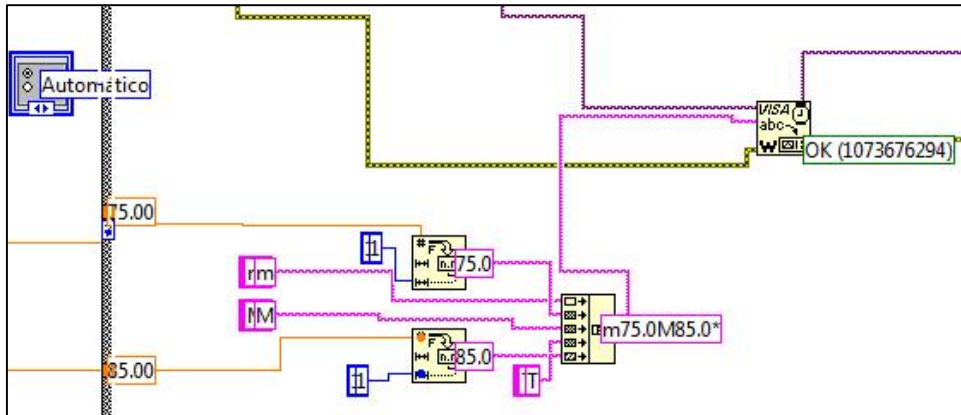 Automático
VISA
abc
W
OK (1073676294)
75.00
1
#
F
75.0
m
M
m75.0M85.0*
F
85.0
85.00
1
T